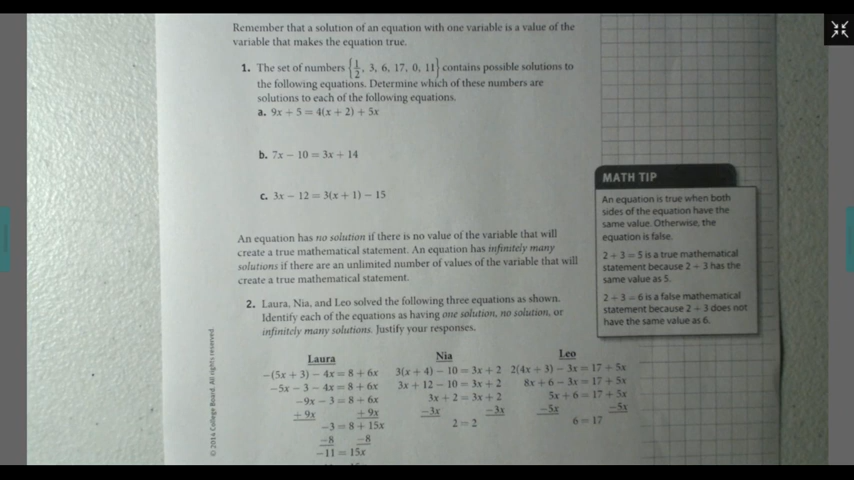 Remember that a solution of an equation with one variable is a value of the
variable that makes the equation true.
1. The set of numbers {1/2, 3, 6, 17, 0, 11} contains possible solutions to
the following equations. Determine which of these numbers are
solutions to each of the following equations.
a. 9x + 5 = 4(x + 2) + 5x
b. 7x − 10 = 3x + 14
c. 3x − 12 = 3(x + 1) − 15
MATH TIP
An equation is true when both
sides of the equation have the
same value. Otherwise, the
equation is false.
2 + 3 = 5 is a true mathematical
statement because 2 + 3 has the
same value as 5.
2 + 3 = 6 is a false mathematical
statement because 2 + 3 does not
have the same value as 6.
An equation has no solution if there is no value of the variable that will
create a true mathematical statement. An equation has infinitely many
solutions if there are an unlimited number of values of the variable that will
create a true mathematical statement.
2. Laura, Nia, and Leo solved the following three equations as shown.
Identify each of the equations as having one solution, no solution, or
infinitely many solutions. Justify your responses.
Laura
−(5x + 3) − 4x = 8 + 6x
−5x − 3 − 4x = 8 + 6x
−9x − 3 = 8 + 6x
+ 9x + 9x
−3 = 8 + 15x
−8 −8
−11 = 15x
Nia
3(x + 4) − 10 = 3x + 2
3x + 12 − 10 = 3x + 2
3x + 2 = 3x + 2
−3x −3x
2 = 2
Leo
2(4x + 3) − 3x = 17 + 5x
8x + 6 − 3x = 17 + 5x
5x + 6 = 17 + 5x
−5x −5x
6 = 17
© 2014 College Board. All rights reserved.